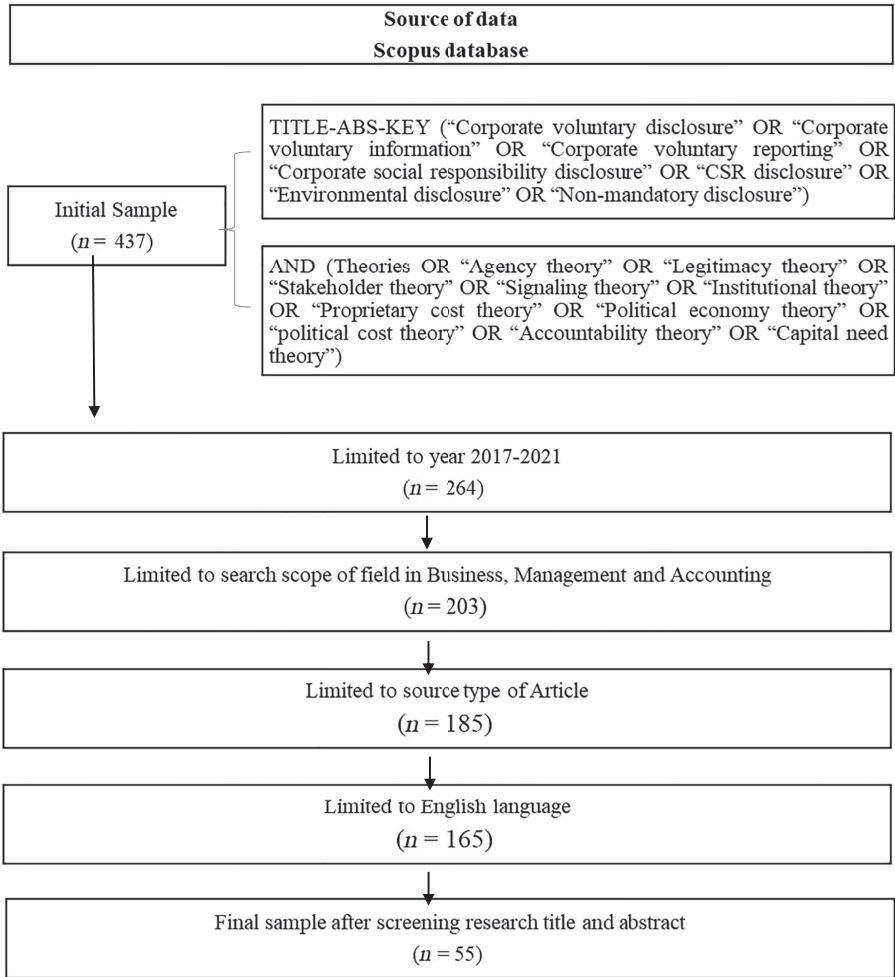 Source of data
Scopus database
TITLE-ABS-KEY (“Corporate voluntary disclosure” OR “Corporate
voluntary information” OR “Corporate voluntary reporting” OR
“Corporate social responsibility disclosure” OR “CSR disclosure” OR
“Environmental disclosure” OR “Non-mandatory disclosure”)
Initial Sample
(n = 437)
AND (Theories OR “Agency theory” OR “Legitimacy theory” OR
“Stakeholder theory” OR “Signaling theory” OR “Institutional theory”
OR “Proprietary cost theory” OR “Political economy theory” OR
“political cost theory” OR “Accountability theory” OR “Capital need
theory”)
Limited to year 2017-2021
(n = 264)
Limited to search scope of field in Business, Management and Accounting
(n = 203)
Limited to source type of Article
(n = 185)
Limited to English language
(n = 165)
Final sample after screening research title and abstract
(n = 55)